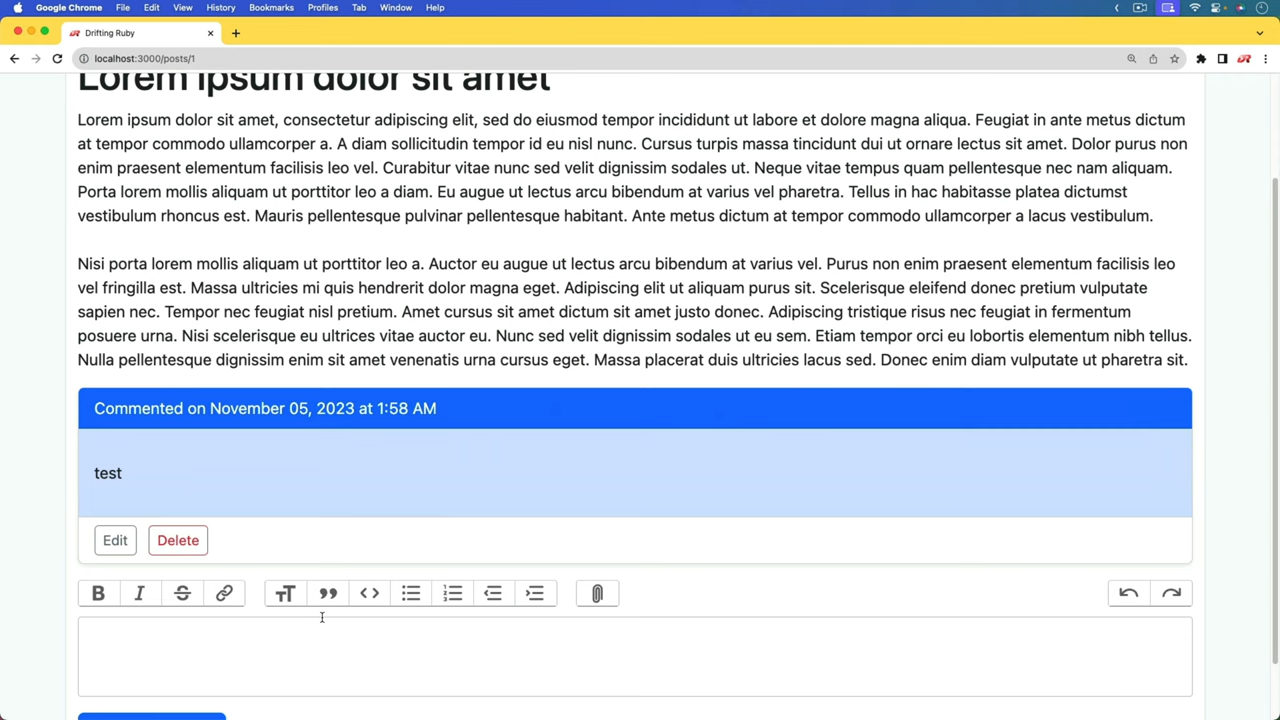 Google Chrome File Edit View History Bookmarks Profiles Tab Window Help
Drifting Ruby
localhost:3000/posts/1
Lorem ipsum dolor sit amet
Lorem ipsum dolor sit amet, consectetur adipiscing elit, sed do eiusmod tempor incididunt ut labore et dolore magna aliqua. Feugiat in ante metus dictum
at tempor commodo ullamcorper a. A diam sollicitudin tempor id eu nisl nunc. Cursus turpis massa tincidunt dui ut ornare lectus sit amet. Dolor purus non
enim praesent elementum facilisis leo vel. Curabitur vitae nunc sed velit dignissim sodales ut. Neque vitae tempus quam pellentesque nec nam aliquam.
Porta lorem mollis aliquam ut porttitor leo a diam. Eu augue ut lectus arcu bibendum at varius vel pharetra. Tellus in hac habitasse platea dictumst
vestibulum rhoncus est. Mauris pellentesque pulvinar pellentesque habitant. Ante metus dictum at tempor commodo ullamcorper a lacus vestibulum.
Nisi porta lorem mollis aliquam ut porttitor leo a. Auctor eu augue ut lectus arcu bibendum at varius vel. Purus non enim praesent elementum facilisis leo
vel fringilla est. Massa ultricies mi quis hendrerit dolor magna eget. Adipiscing elit ut aliquam purus sit. Scelerisque eleifend donec pretium vulputate
sapien nec. Tempor nec feugiat nisl pretium. Amet cursus sit amet dictum sit amet justo donec. Adipiscing tristique risus nec feugiat in fermentum
posuere urna. Nisi scelerisque eu ultrices vitae auctor eu. Nunc sed velit dignissim sodales ut eu sem. Etiam tempor orci eu lobortis elementum nibh tellus.
Nulla pellentesque dignissim enim sit amet venenatis urna cursus eget. Massa placerat duis ultricies lacus sed. Donec enim diam vulputate ut pharetra sit.
Commented on November 05, 2023 at 1:58 AM
test
Edit Delete